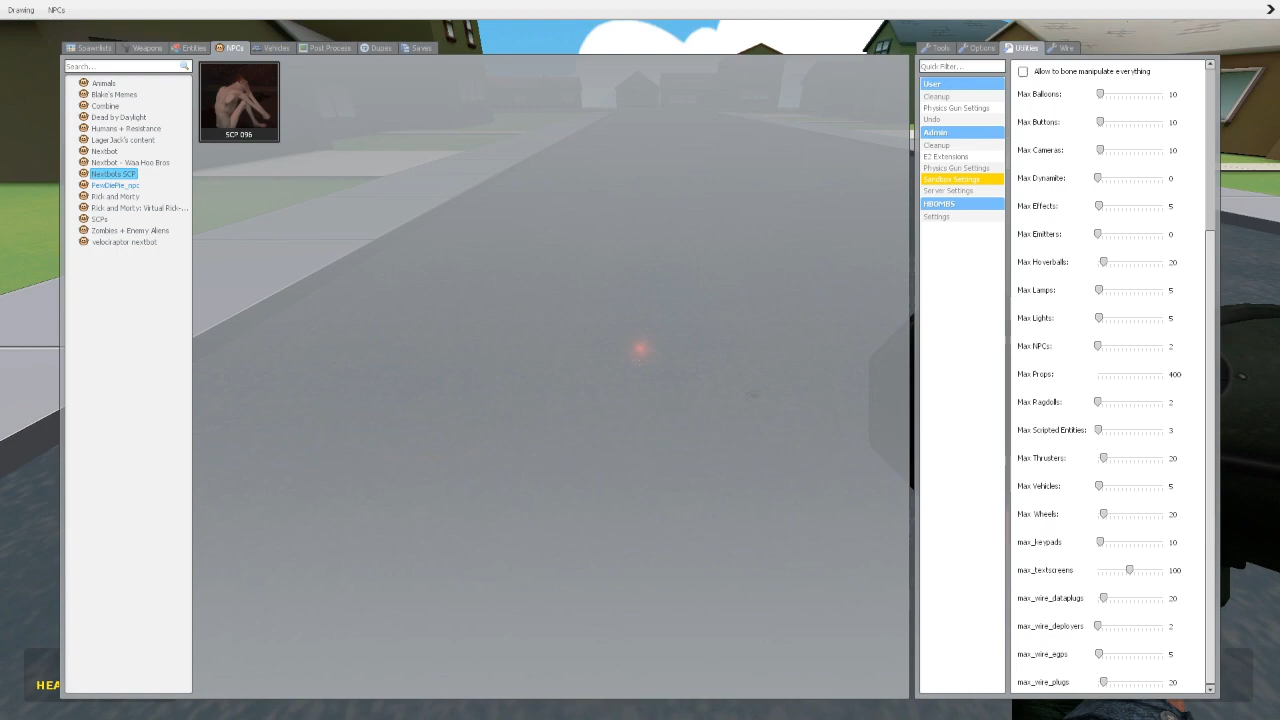 Drawing NPCs
Spawnlists Weapons Entities NPCs Vehicles Post Process Dupes Saves
Search...
Animals
Blake's Memes
Combine
Dead by Daylight
Humans + Resistance
LagerJack's content
Nextbot
Nextbot - Waa Hoo Bros
Nextbots SCP
PewDiePie_npc
Rick and Morty
Rick and Morty: Virtual Rick-...
SCPs
Zombies + Enemy Aliens
velociraptor nextbot
SCP 096
HEA
Tools Options Utilities Wire
Quick Filter...
User
Cleanup
Physics Gun Settings
Undo
Admin
Cleanup
E2 Extensions
Physics Gun Settings
Sandbox Settings
Server Settings
HBOMBS
Settings
Allow to bone manipulate everything
Max Balloons: 10
Max Buttons: 10
Max Cameras: 10
Max Dynamite: 0
Max Effects: 5
Max Emitters: 0
Max Hoverballs: 20
Max Lamps: 5
Max Lights: 5
Max NPCs: 2
Max Props: 400
Max Ragdolls: 2
Max Scripted Entities: 3
Max Thrusters: 20
Max Vehicles: 5
Max Wheels: 20
max_keypads 10
max_textscreens 100
max_wire_dataplugs 20
max_wire_deployers 2
max_wire_egps 5
max_wire_plugs 20